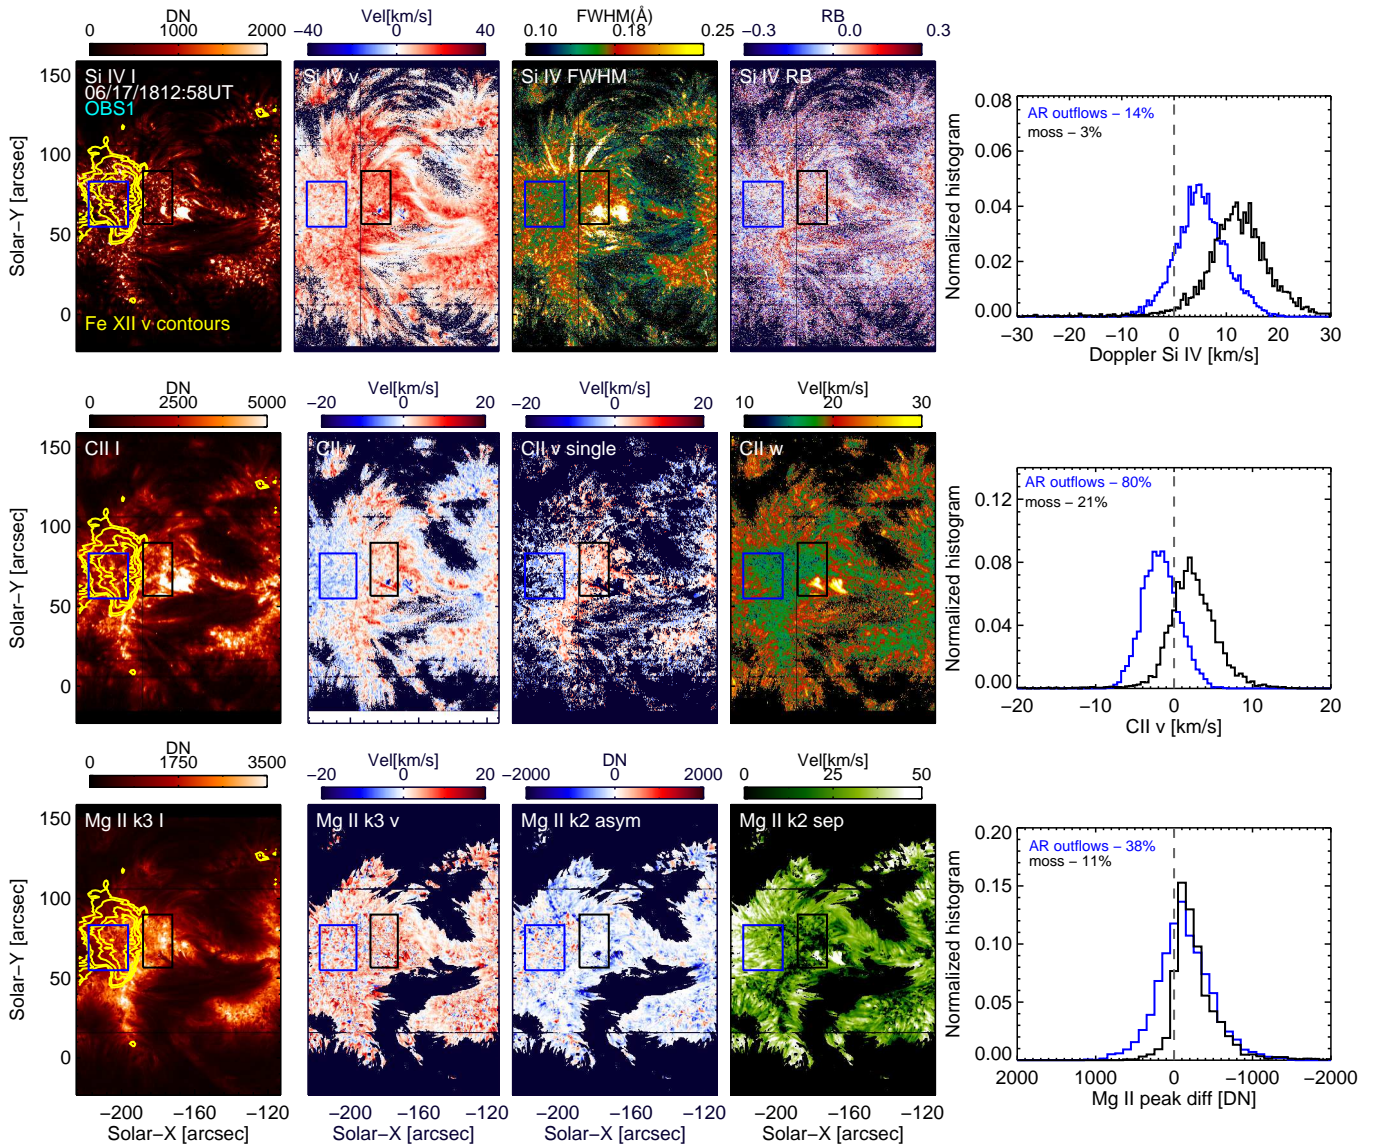 DN
0 1000 2000
Vel[km/s]
−40 0 40
FWHM(Å)
0.10 0.18 0.25
RB
−0.3 0.0 0.3
Si IV I
06/17/1812:58UT
OBS1
Fe XII v contours
Si IV v
Si IV FWHM
Si IV RB
Solar−Y [arcsec]
150
100
50
0
AR outflows − 14%
moss − 3%
Normalized histogram
0.08
0.06
0.04
0.02
0.00
−30 −20 −10 0 10 20 30
Doppler Si IV [km/s]
DN
0 2500 5000
Vel[km/s]
−20 0 20
Vel[km/s]
−20 0 20
Vel[km/s]
10 20 30
CII I
CII v
CII v single
CII w
Solar−Y [arcsec]
150
100
50
0
AR outflows − 80%
moss − 21%
Normalized histogram
0.12
0.08
0.04
0.00
−20 −10 0 10 20
CII v [km/s]
DN
0 1750 3500
Vel[km/s]
−20 0 20
DN
−2000 0 2000
Vel[km/s]
0 25 50
Mg II k3 I
Mg II k3 v
Mg II k2 asym
Mg II k2 sep
Solar−Y [arcsec]
150
100
50
0
−200 −160 −120
Solar−X [arcsec]
−200 −160 −120
Solar−X [arcsec]
−200 −160 −120
Solar−X [arcsec]
−200 −160 −120
Solar−X [arcsec]
AR outflows − 38%
moss − 11%
Normalized histogram
0.20
0.15
0.10
0.05
0.00
2000 1000 0 −1000 −2000
Mg II peak diff [DN]